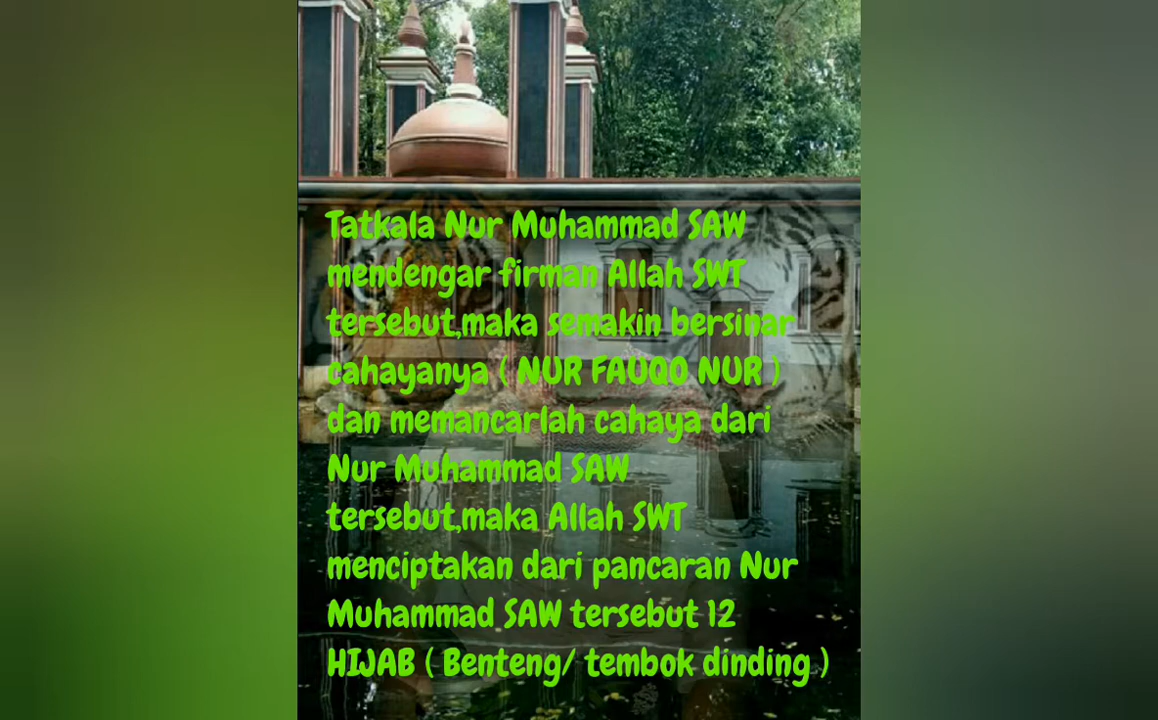 Tatkala Nur Muhammad SAW
mendengar firman Allah SWT
tersebut,maka semakin bersinar
cahayanya ( NUR FAUQO NUR )
dan memancarlah cahaya dari
Nur Muhammad SAW
tersebut,maka Allah SWT
menciptakan dari pancaran Nur
Muhammad SAW tersebut 12
HIJAB ( Benteng/ tembok dinding )